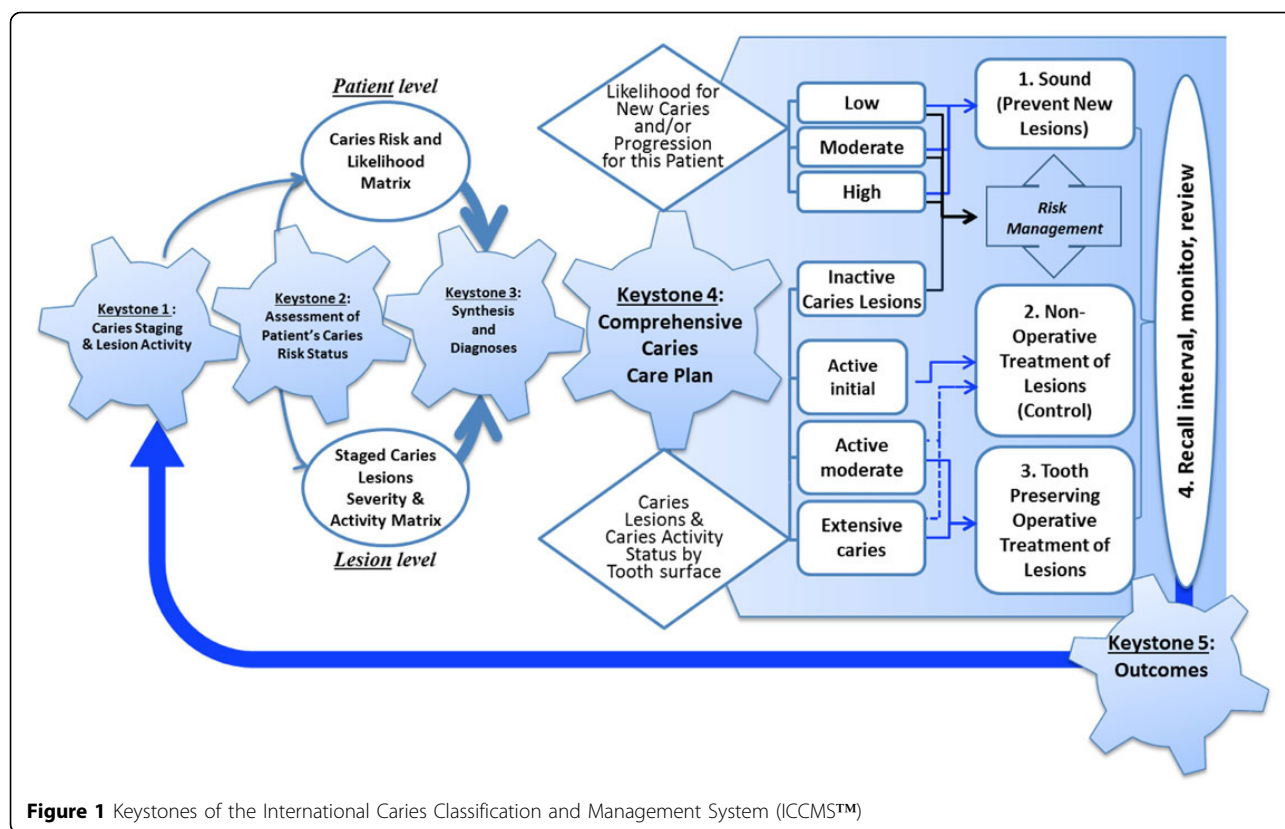 Patient level
Caries Risk and
Likelihood
Matrix
Keystone 1:
Caries Staging
& Lesion Activity
Keystone 2:
Assessment of
Patient's Caries
Risk Status
Keystone 3:
Synthesis
and
Diagnoses
Staged Caries
Lesions
Severity &
Activity Matrix
Lesion level
Likelihood for
New Caries
and/or
Progression
for this Patient
Keystone 4:
Comprehensive
Caries
Care Plan
Caries
Lesions &
Caries Activity
Status by
Tooth surface
Low
Moderate
High
Inactive
Caries Lesions
Active
initial
Active
moderate
Extensive
caries
1. Sound
(Prevent New
Lesions)
Risk
Management
2. Non-
Operative
Treatment of
Lesions
(Control)
3. Tooth
Preserving
Operative
Treatment of
Lesions
4. Recall interval, monitor, review
Keystone 5:
Outcomes
Figure 1 Keystones of the International Caries Classification and Management System (ICCMS™)